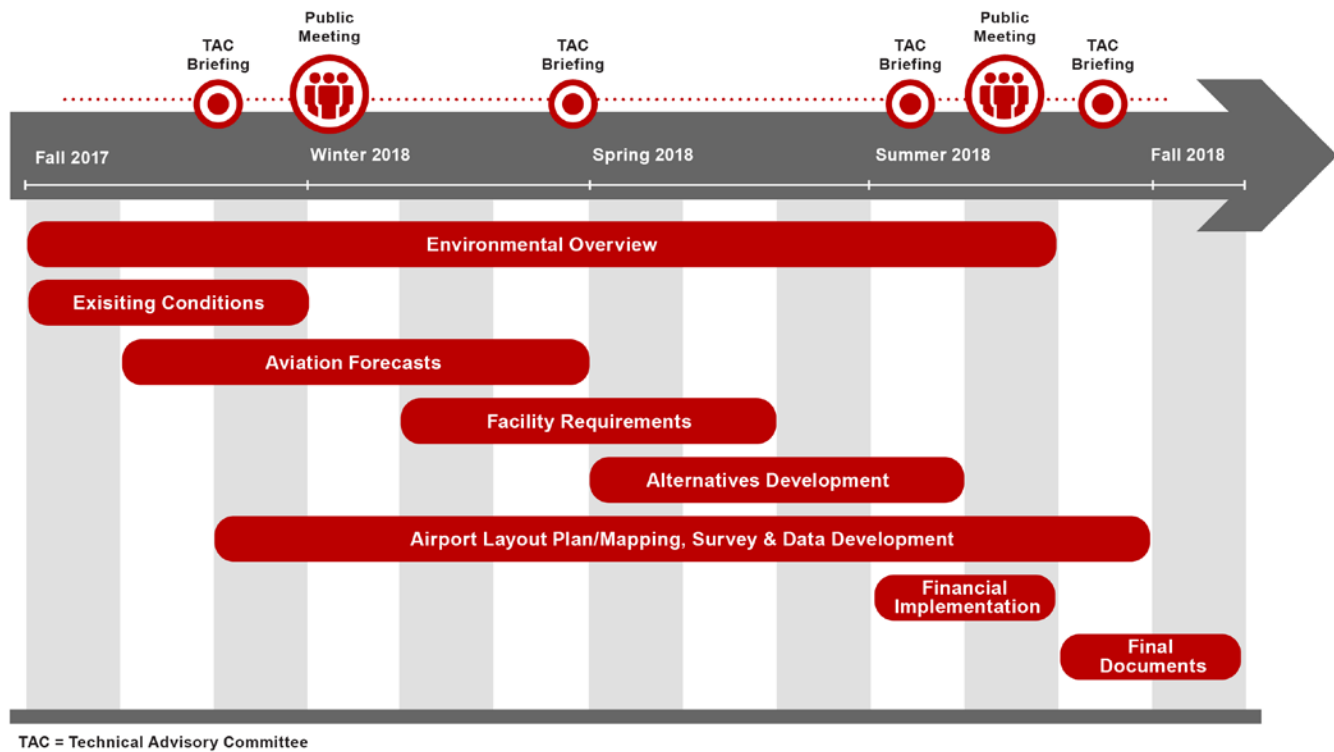 Public
Meeting
TAC
Briefing
TAC
Briefing
TAC
Briefing
Public
Meeting
TAC
Briefing
Fall 2017
Winter 2018
Spring 2018
Summer 2018
Fall 2018
Environmental Overview
Exisiting Conditions
Aviation Forecasts
Facility Requirements
Alternatives Development
Airport Layout Plan/Mapping, Survey & Data Development
Financial
Implementation
Final
Documents
TAC = Technical Advisory Committee